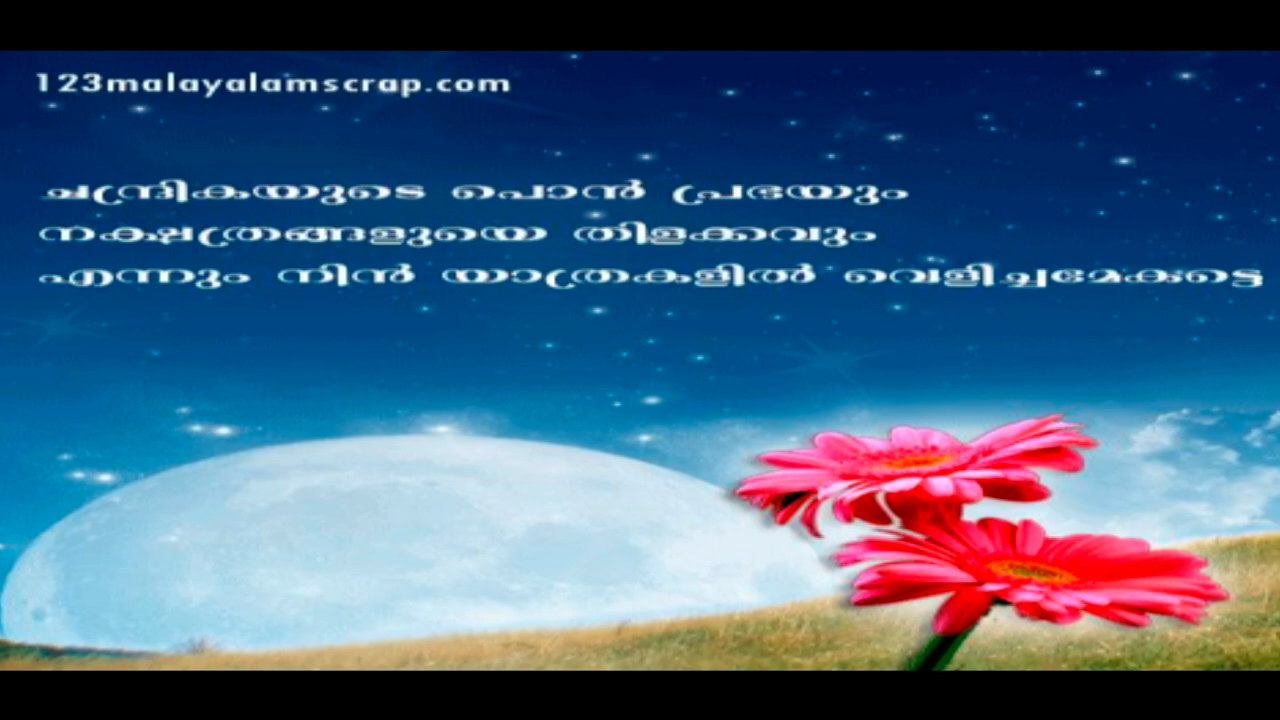 123malayalamscrap.com
ചന്ദ്രികയുടെ പൊൻ പ്രഭയും
നക്ഷത്രങ്ങളുയെ തിളക്കവും
എന്നും നിൻ യാത്രകളിൽ വെളിച്ചമേകട്ടെ